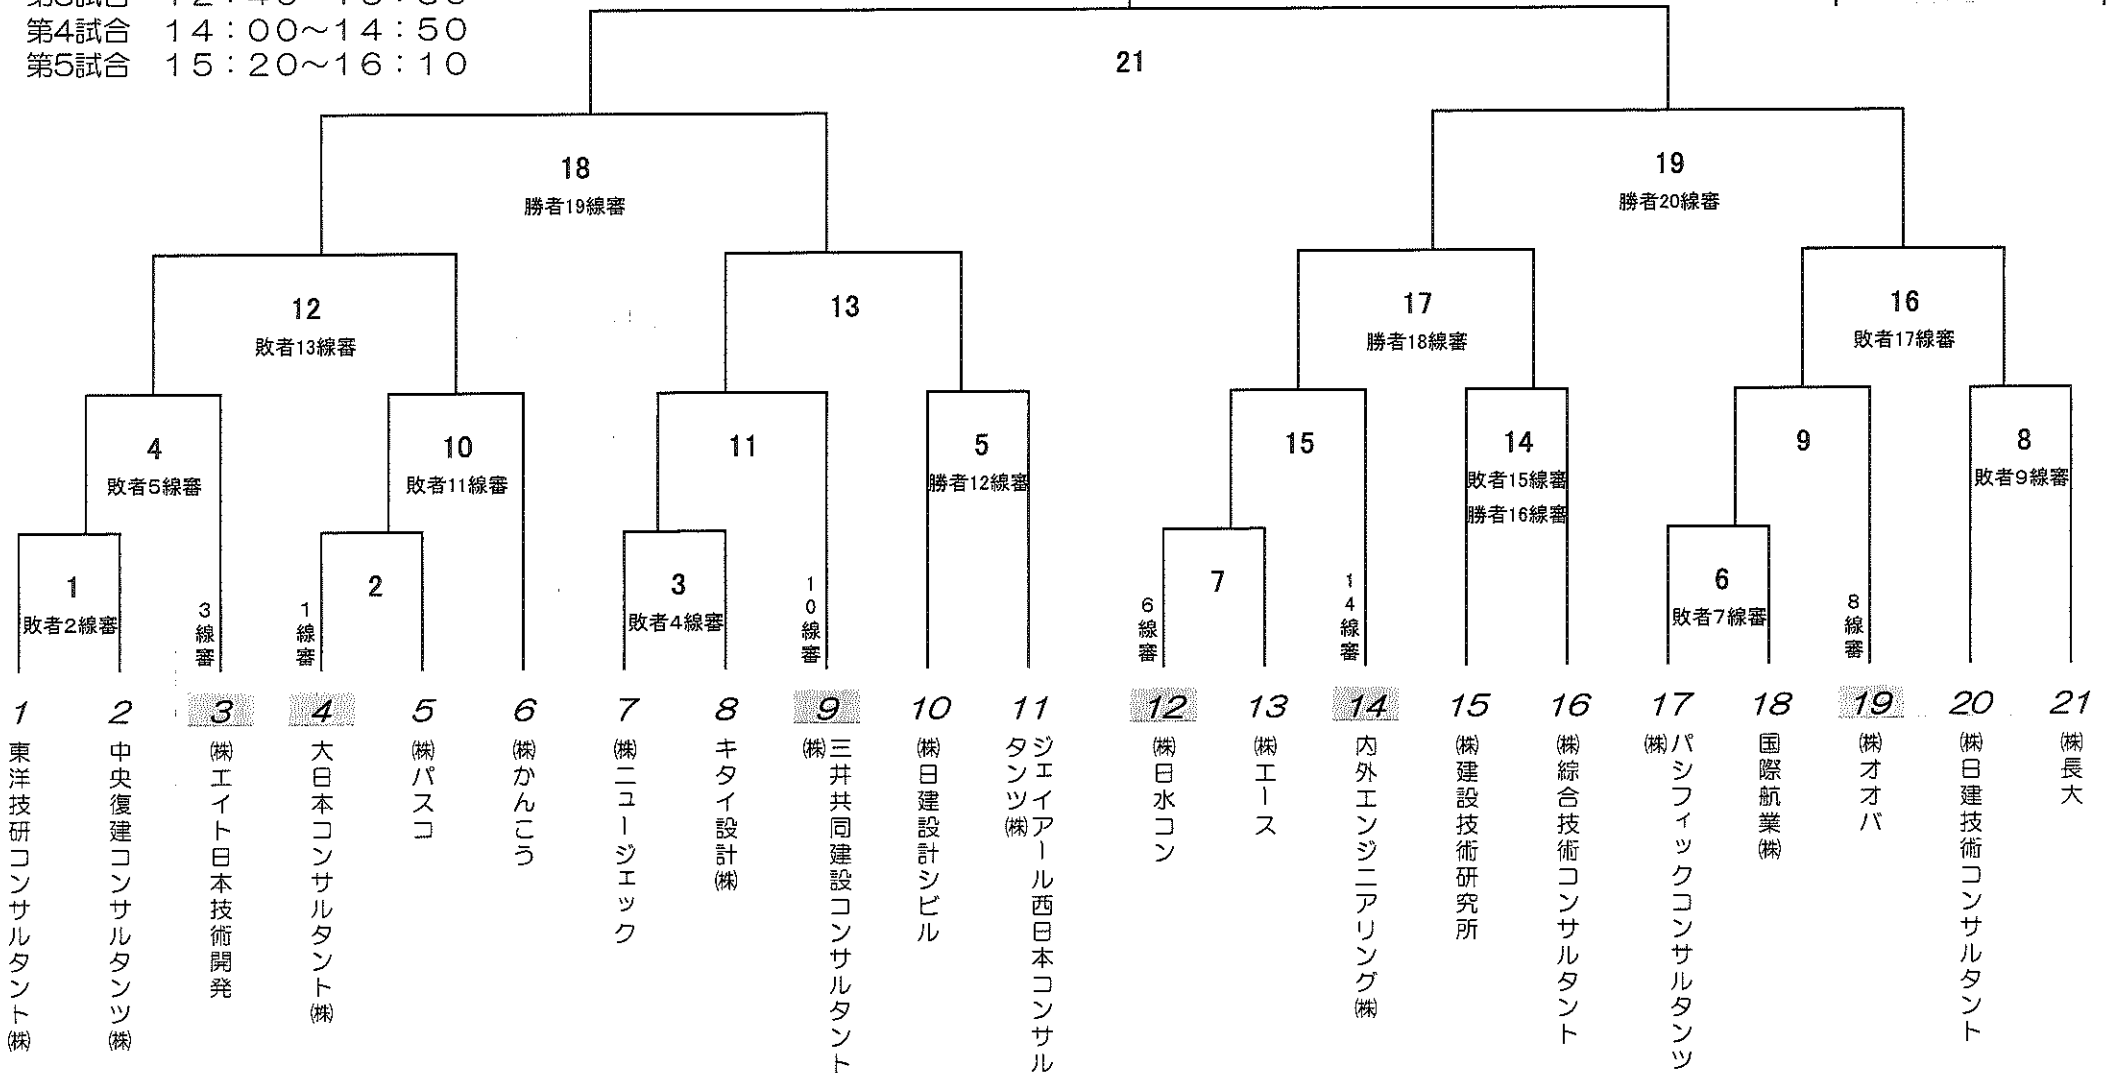 第4試合 14：00～14：50
第5試合 15：20～16：10
21
18
勝者19線審
19
勝者20線審
12
敗者13線審
13
17
勝者18線審
16
敗者17線審
4
敗者5線審
10
敗者11線審
11
5
勝者12線審
15
14
敗者15線審
勝者16線審
9
8
敗者9線審
1
敗者2線審
3線審
1線審
2
3
敗者4線審
10線審
6線審
7
14線審
6
敗者7線審
8線審
1 2 3 4 5 6 7 8 9 10 11 12 13 14 15 16 17 18 19 20 21
東洋技研コンサルタント㈱
中央復建コンサルタンツ㈱
㈱エイト日本技術開発
大日本コンサルタント㈱
㈱パスコ
㈱かんこう
㈱ニュージェック
キタイ設計㈱
三井共同建設コンサルタント
㈱
㈱日建設計シビル
ジェイアール西日本コンサル
タンツ㈱
㈱日水コン
㈱エース
内外エンジニアリング㈱
㈱建設技術研究所
㈱綜合技術コンサルタント
パシフィックコンサルタンツ
㈱
国際航業㈱
㈱オオバ
㈱日建技術コンサルタント
㈱長大